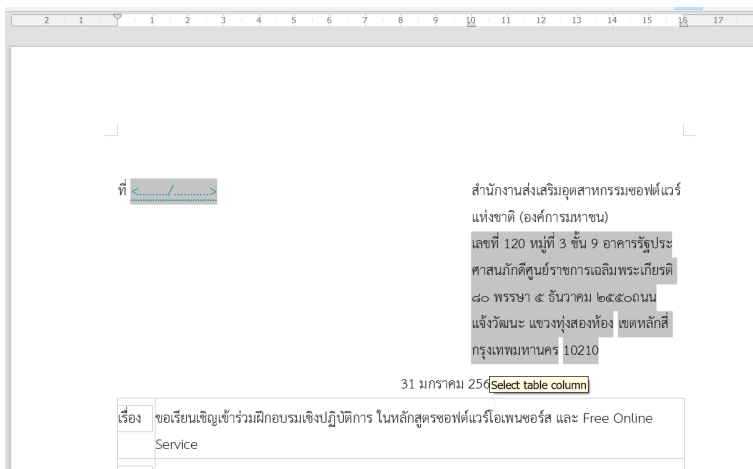 2 1 1 2 3 4 5 6 7 8 9 10 11 12 13 14 15 16 17
ที่ <......../..........>
สำนักงานส่งเสริมอุตสาหกรรมซอฟต์แวร์
แห่งชาติ (องค์การมหาชน)
เลขที่ 120 หมู่ที่ 3 ชั้น 9 อาคารรัฐประ
ศาสนภักดีศูนย์ราชการเฉลิมพระเกียรติ
๘๐ พรรษา ๕ ธันวาคม ๒๕๕๐ถนน
แจ้งวัฒนะ แขวงทุ่งสองห้อง เขตหลักสี่
กรุงเทพมหานคร 10210
31 มกราคม 256
Select table column
เรื่อง ขอเรียนเชิญเข้าร่วมฝึกอบรมเชิงปฏิบัติการ ในหลักสูตรซอฟต์แวร์โอเพนซอร์ส และ Free Online
Service